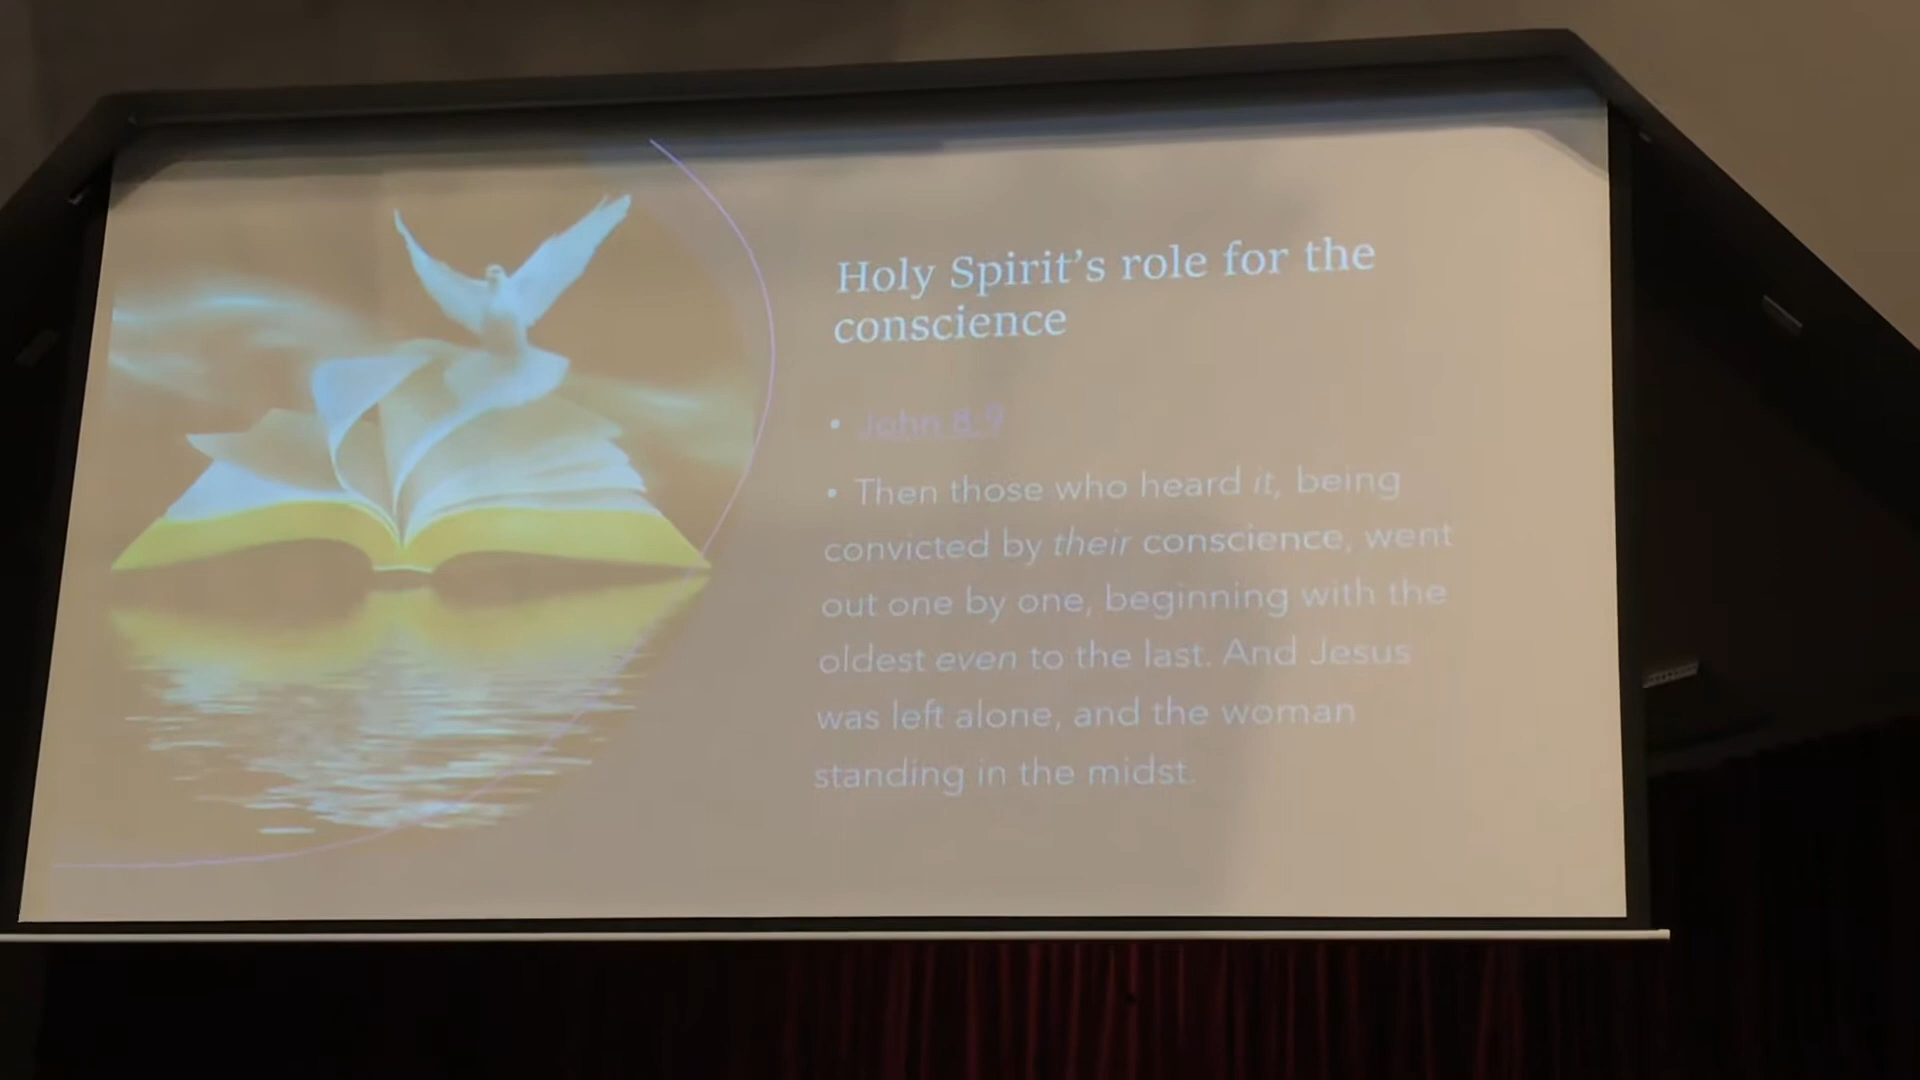 Holy Spirit’s role for the
conscience
• John 8:9
• Then those who heard it, being
convicted by their conscience, went
out one by one, beginning with the
oldest even to the last. And Jesus
was left alone, and the woman
standing in the midst.